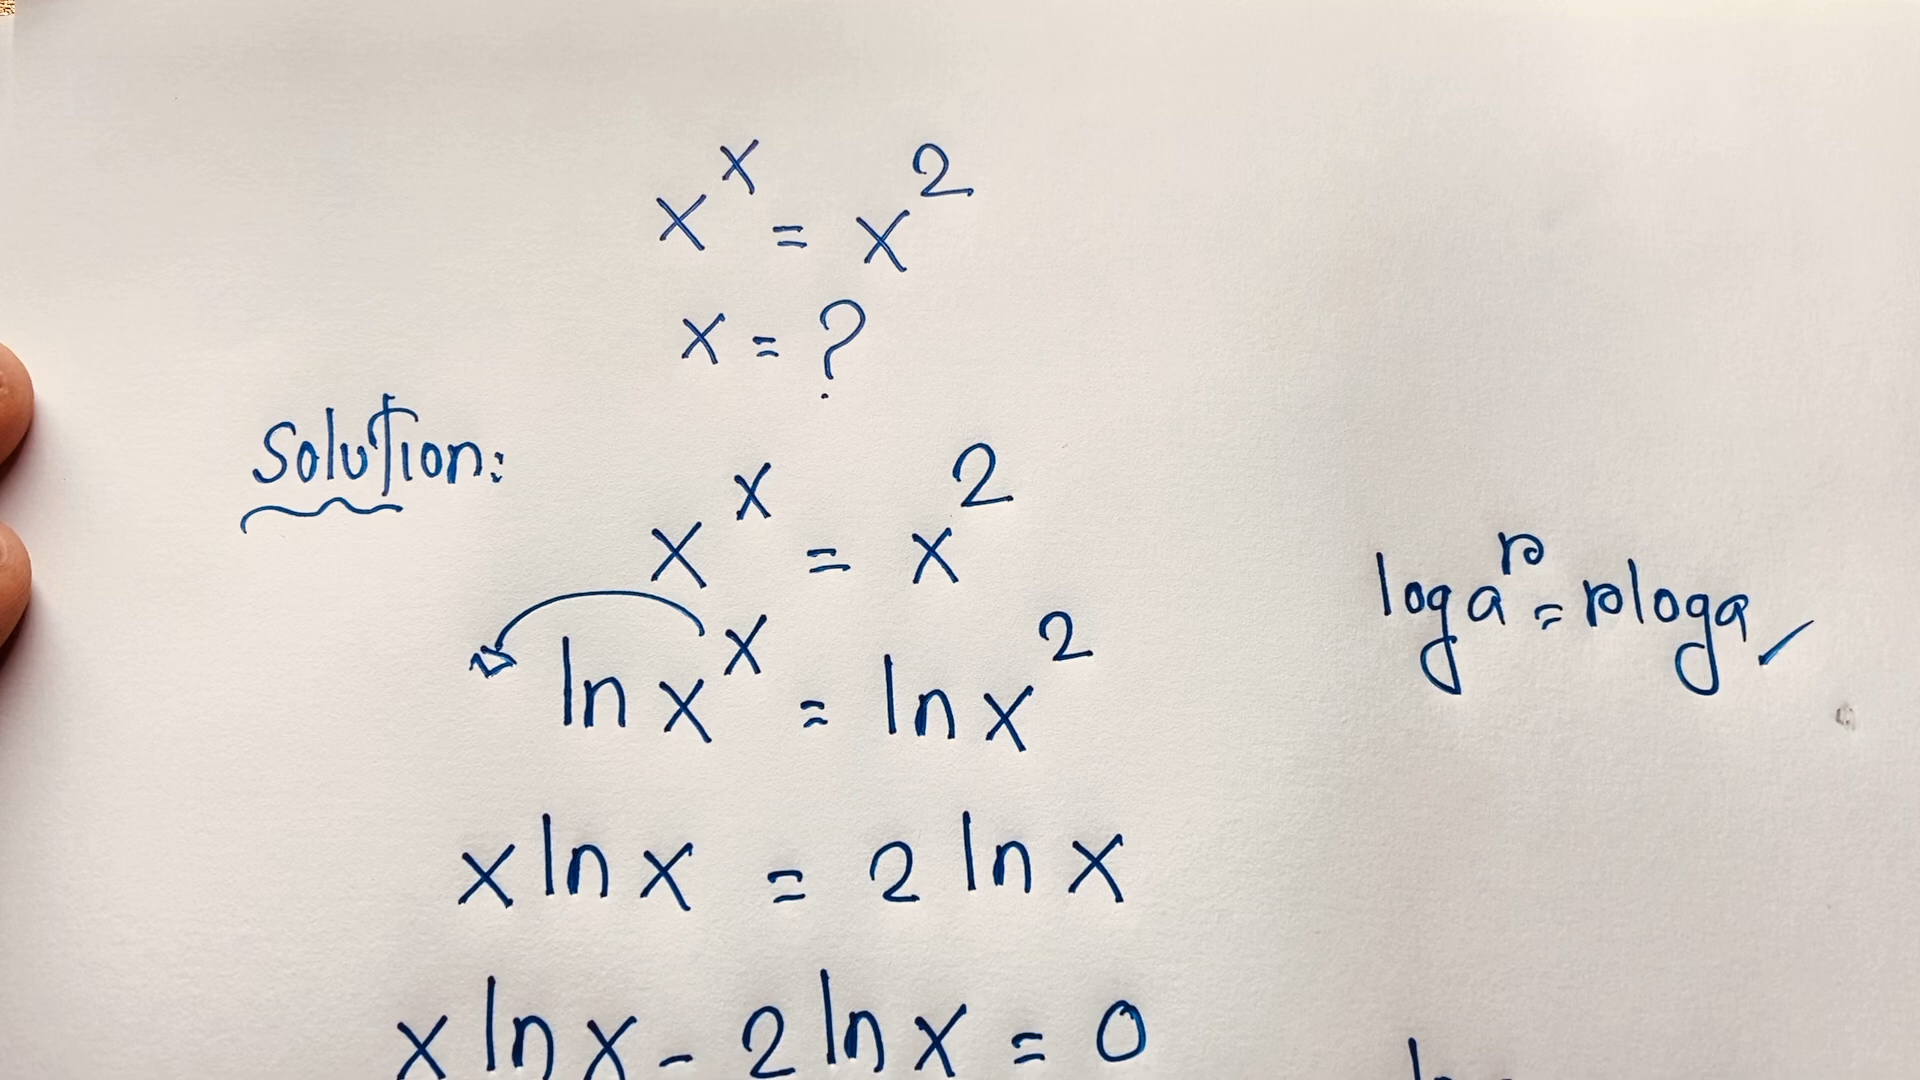 x^x = x^2
x = ?
Solution:
x^x = x^2
ln x^x = ln x^2
log a^p = p log a
x ln x = 2 ln x
x ln x - 2 ln x = 0